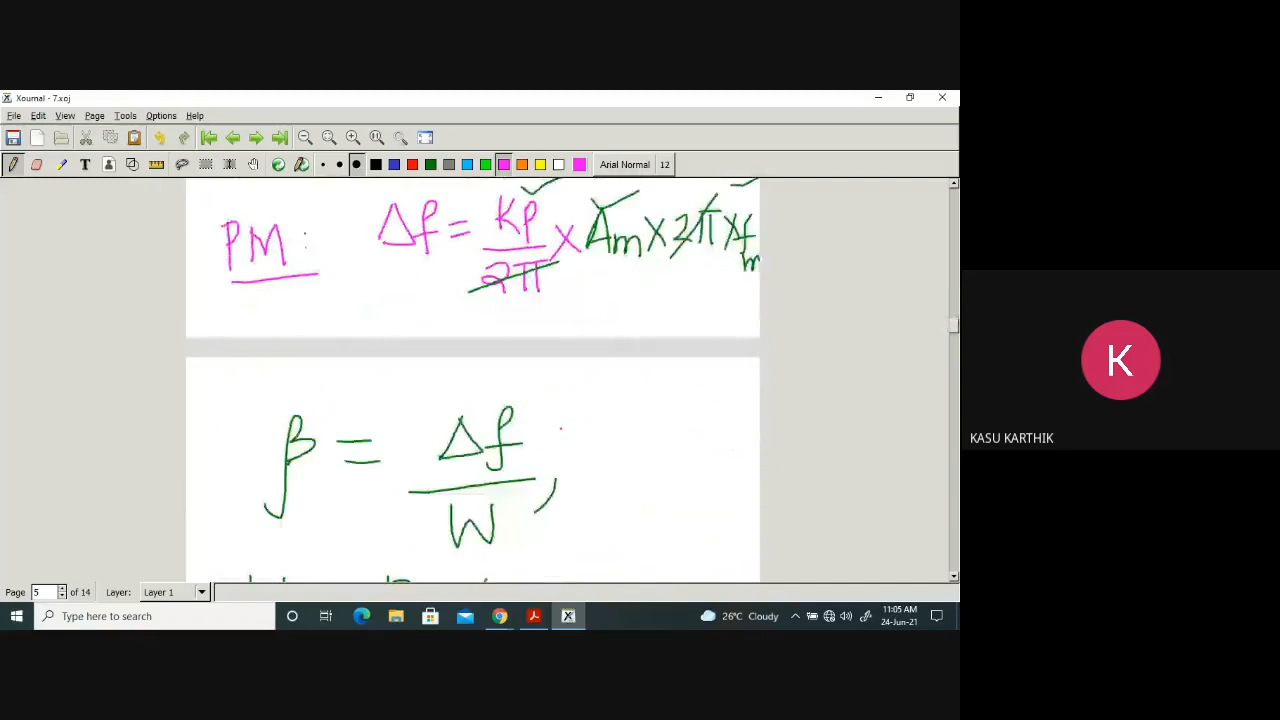 Xournal - 7.xoj
File Edit View Page Tools Options Help
Arial Normal 12
PM : Δf = Kp/2π × Am × 2π × fm
β = Δf/W ,
K
KASU KARTHIK
Page 5 of 14 Layer: Layer 1
Type here to search
26°C Cloudy
11:05 AM
24-Jun-21